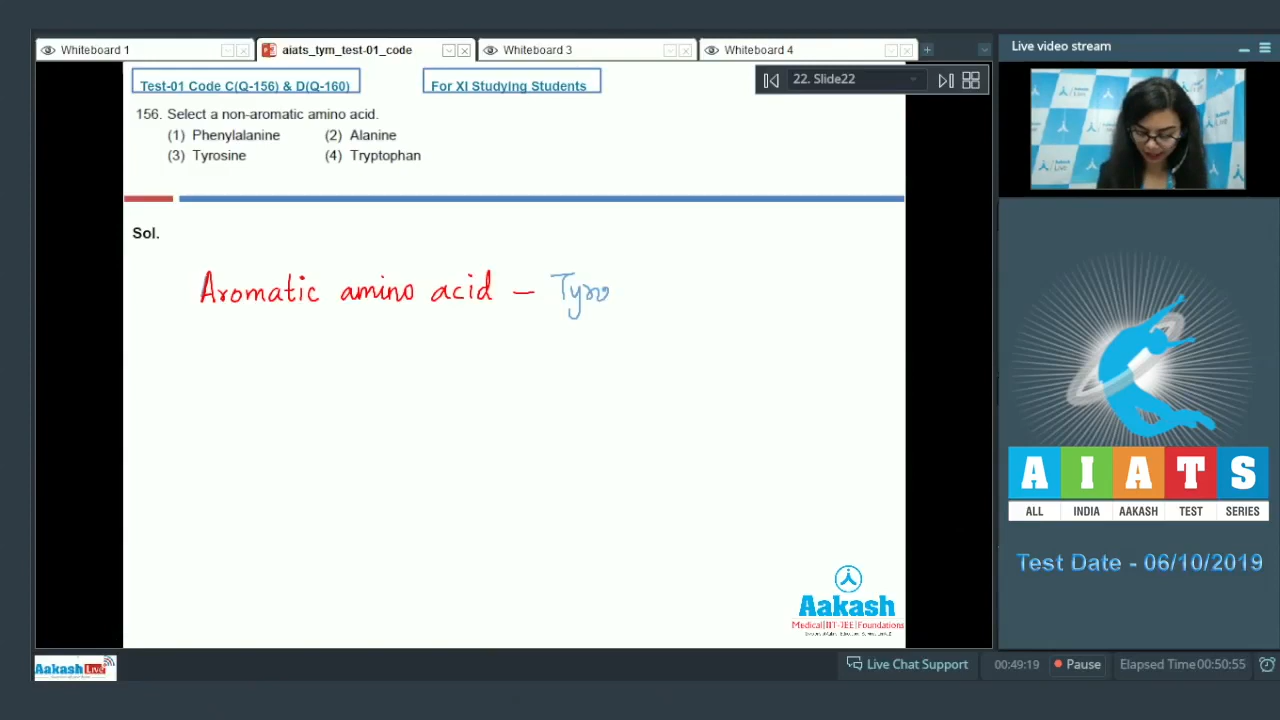 Whiteboard 1
aiats_tym_test-01_code
Whiteboard 3
Whiteboard 4
Live video stream
Test-01 Code C(Q-156) & D(Q-160)
For XI Studying Students
22. Slide22
156. Select a non-aromatic amino acid.
(1) Phenylalanine (2) Alanine
(3) Tyrosine (4) Tryptophan
Sol.
Aromatic amino acid – Tyro
A I A T S
ALL INDIA AAKASH TEST SERIES
Test Date - 06/10/2019
Aakash
Medical|IIT-JEE|Foundations
Aakash Live
Live Chat Support
00:49:19
Pause
Elapsed Time 00:50:55